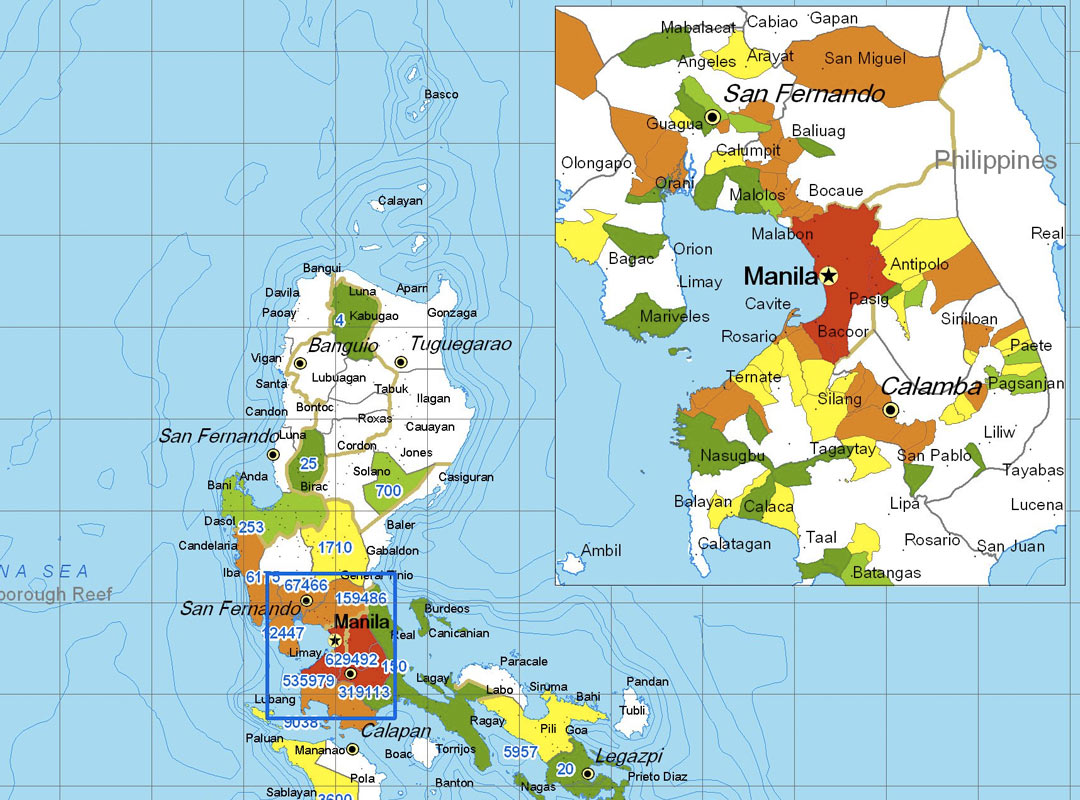 Basco
Calayan
Bangui
Davila
Luna
Aparri
Paoay
4
Kabugao
Gonzaga
Banguio
Tuguegarao
Vigan
Santa
Lubuagan
Tabuk
Ilagan
Candon
Bontoc
Roxas
Cauayan
San Fernando
Luna
Cordon
Jones
25
Solano
Casiguran
Anda
Bani
Birac
700
Dasol
253
Baler
Candelaria
1710
Gabaldon
NA SEA
Iba
General Tinio
borough Reef
67466
159486
San Fernando
Burdeos
Manila
12447
Real
Canicanian
Limay
629492
150
Paracale
535979
319113
Lagay
Labo
Siruma
Pandan
Lubang
Bahi
Tubli
9038
Calapan
Ragay
Pili
Goa
Paluan
Mananao
Boac
Torrijos
5957
Legazpi
20
Pola
Banton
Nagas
Prieto Diaz
Sablayan
3600
Mabalacat
Cabiao
Gapan
Angeles
Arayat
San Miguel
San Fernando
Guagua
Baliuag
Calumpit
Philippines
Olongapo
Orani
Malolos
Bocaue
Malabon
Real
Bagac
Orion
Antipolo
Manila
Limay
Cavite
Pasig
Mariveles
Siniloan
Rosario
Bacoor
Paete
Ternate
Calamba
Pagsanjan
Silang
Liliw
Nasugbu
Tagaytay
San Pablo
Tayabas
Balayan
Calaca
Lipa
Lucena
Ambil
Calatagan
Taal
Rosario
San Juan
Batangas